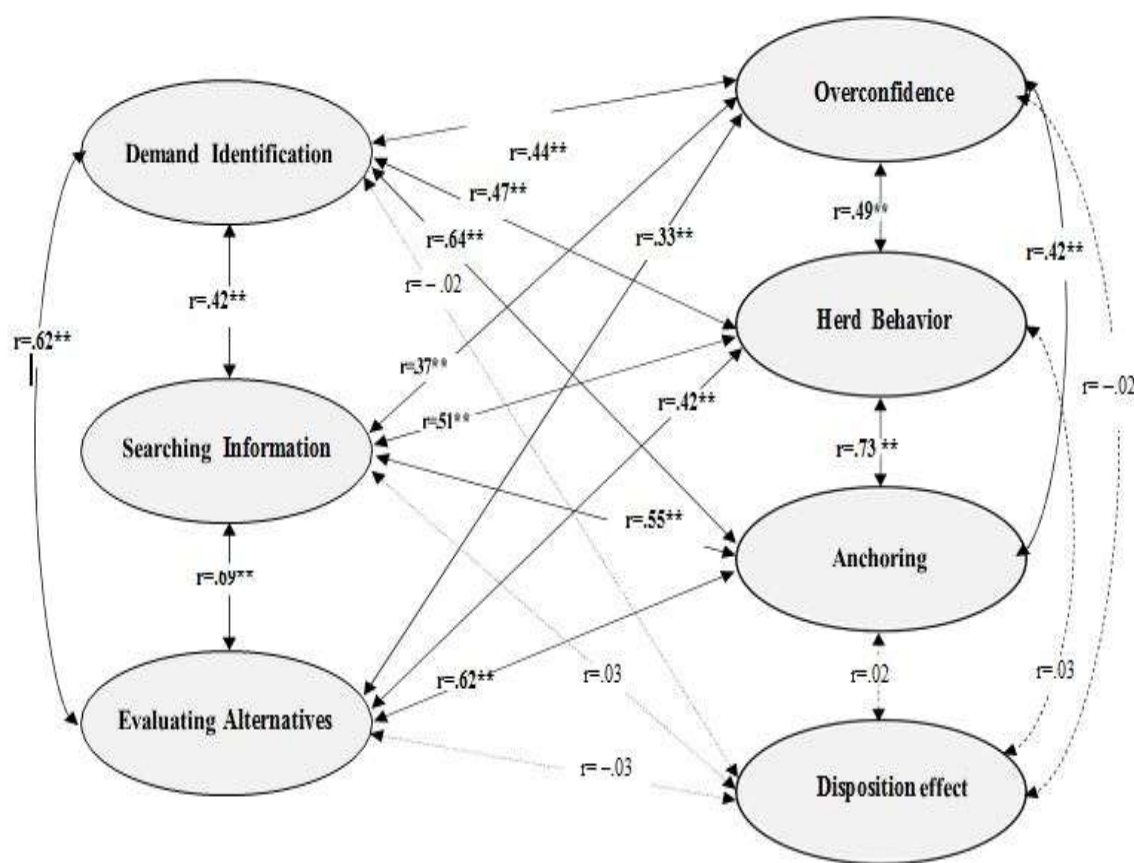 Overconfidence
Demand Identification
r=.44**
r=.47**
r=.49**
r=.64**
r=.33**
r=.42**
r= – .02
r=.42**
Herd Behavior
r=.62**
r=.37**
r= –.02
r=.42**
r=.51**
Searching Information
r=.73 **
r=.55**
Anchoring
r=.69**
r=.03
r=.62**
r=.02
r=.03
Evaluating Alternatives
r= –.03
Disposition effect